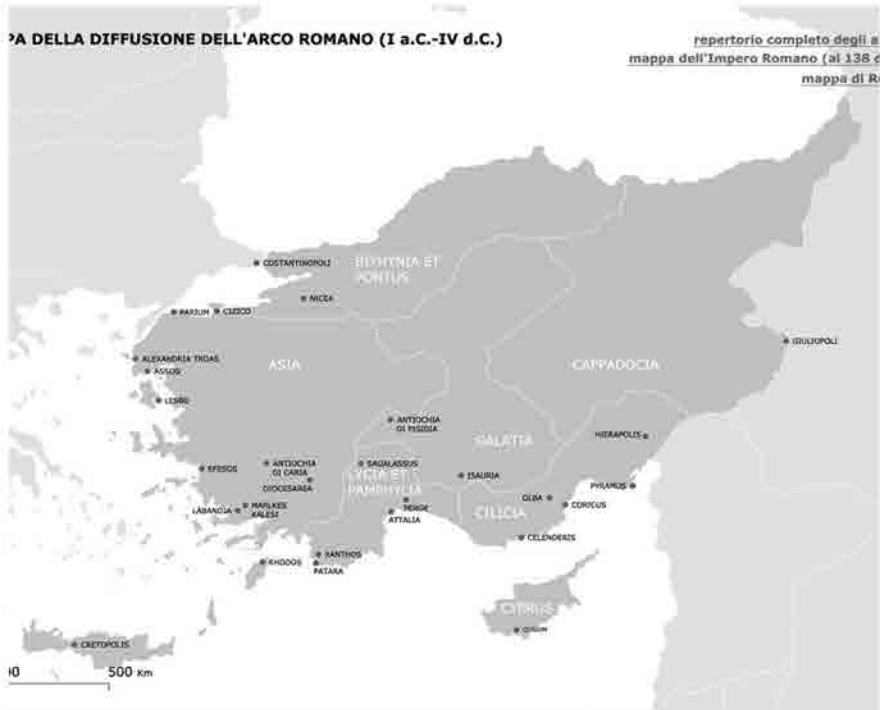 PA DELLA DIFFUSIONE DELL'ARCO ROMANO (I a.C.-IV d.C.)
repertorio completo degli a
mappa dell'Impero Romano (al 138 d
mappa di R
COSTANTINOPOLI
BITHYNIA ET
PONTUS
NICEA
PARIUM
CIZICO
GIULIOPOLI
ALEXANDRIA TROAS
ASIA
CAPPADOCIA
ASSOS
LESBO
ANTIOCHIA
DI PISIDIA
GALATIA
HIERAPOLIS
EFESOS
ANTIOCHIA
DI CARIA
SAGALASSUS
LYCIA ET
PAMPHYLIA
ISAURIA
DIOCESAREA
PYRAMUS
OLBA
CORICUS
LABANDA
KALESI
PERGE
ATTALIA
CILICIA
CELENDERIS
KHODOS
XANTHOS
PATARA
CYPRUS
CRETOPOLIS
00
500 Km